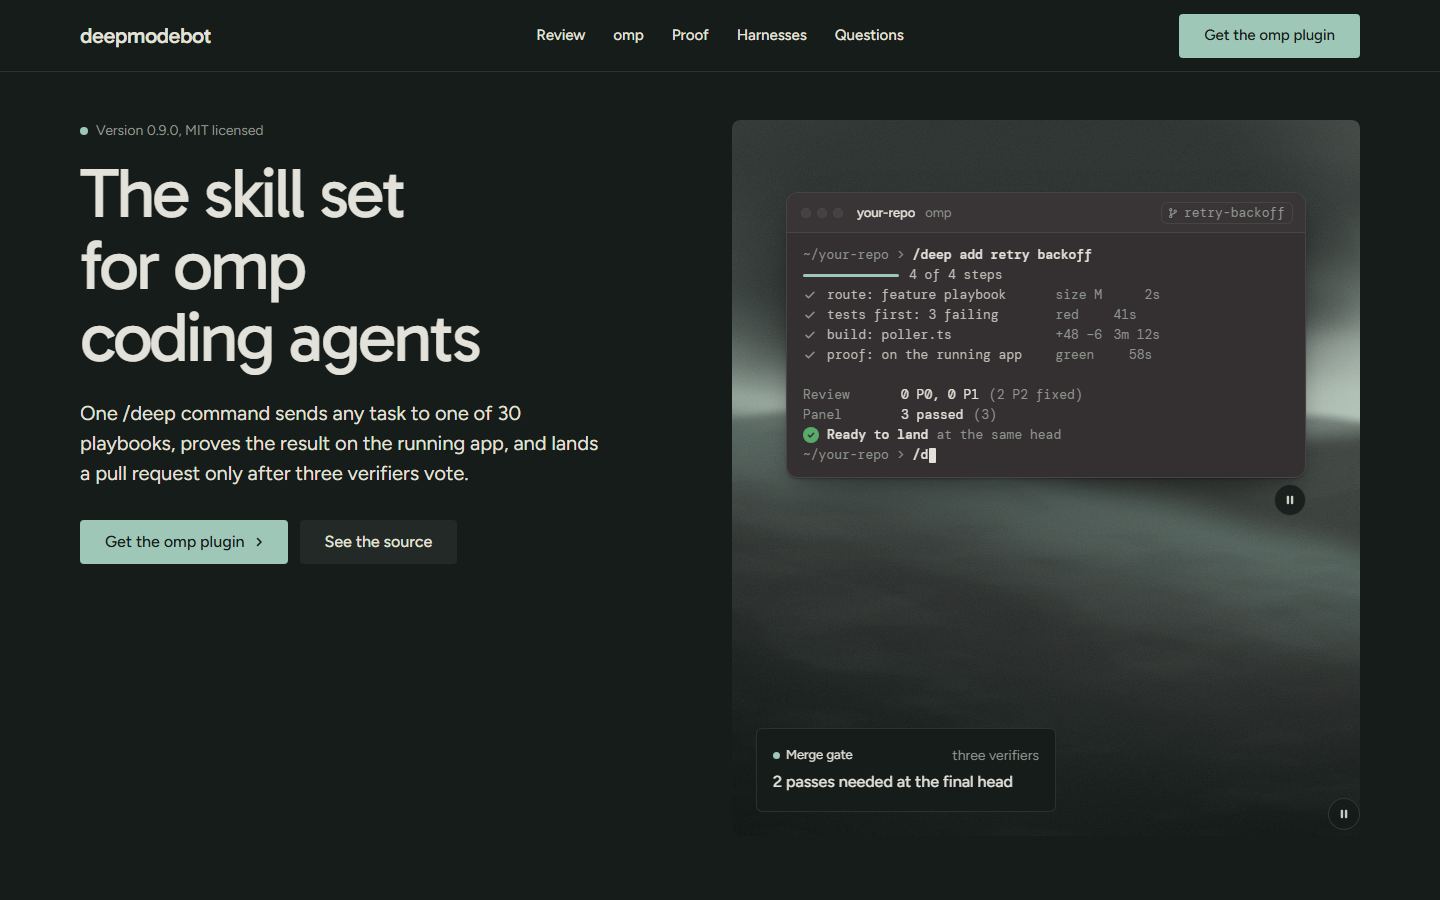 deepmodebot
Review omp Proof Harnesses Questions
Get the omp plugin
Version 0.9.0, MIT licensed
The skill set
for omp
coding agents
One /deep command sends any task to one of 30
playbooks, proves the result on the running app, and lands
a pull request only after three verifiers vote.
Get the omp plugin
See the source
your-repo omp
retry-backoff
~/your-repo > /deep add retry backoff
4 of 4 steps
route: feature playbook size M 2s
tests first: 3 failing red 41s
build: poller.ts +48 −6 3m 12s
proof: on the running app green 58s
Review 0 P0, 0 P1 (2 P2 fixed)
Panel 3 passed (3)
Ready to land at the same head
~/your-repo > /d
Merge gate three verifiers
2 passes needed at the final head